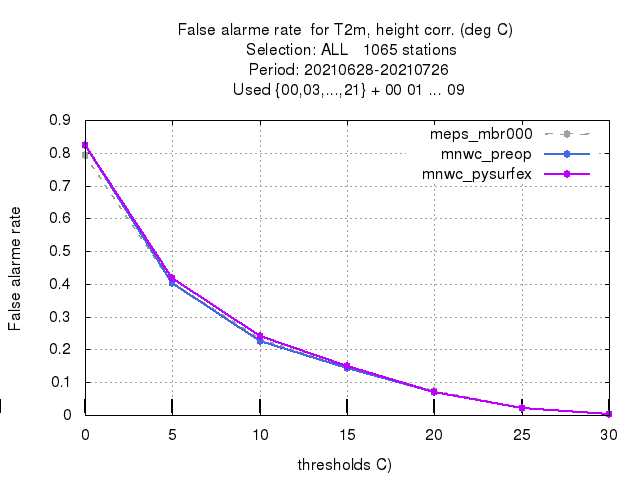 False alarme rate  for T2m, height corr. (deg C)
Selection: ALL   1065 stations
Period: 20210628-20210726
Used {00,03,...,21} + 00 01 ... 09
meps_mbr000
mnwc_preop
mnwc_pysurfex
False alarme rate
0.9
0.8
0.7
0.6
0.5
0.4
0.3
0.2
0.1
0
0 5 10 15 20 25 30
thresholds C)